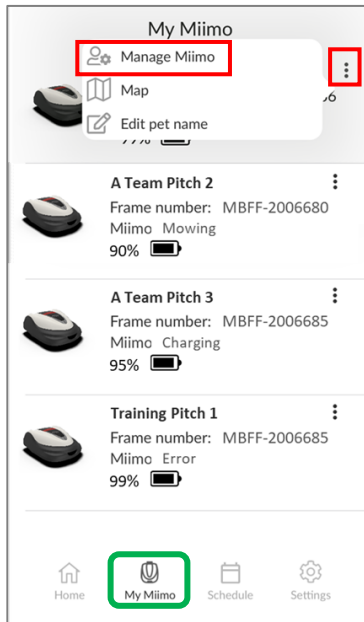 My Miimo
Manage Miimo
Map
Edit pet name
A Team Pitch 2
Frame number: MBFF-2006680
Miimo Mowing
90%
A Team Pitch 3
Frame number: MBFF-2006685
Miimo Charging
95%
Training Pitch 1
Frame number: MBFF-2006685
Miimo Error
99%
Home
My Miimo
Schedule
Settings